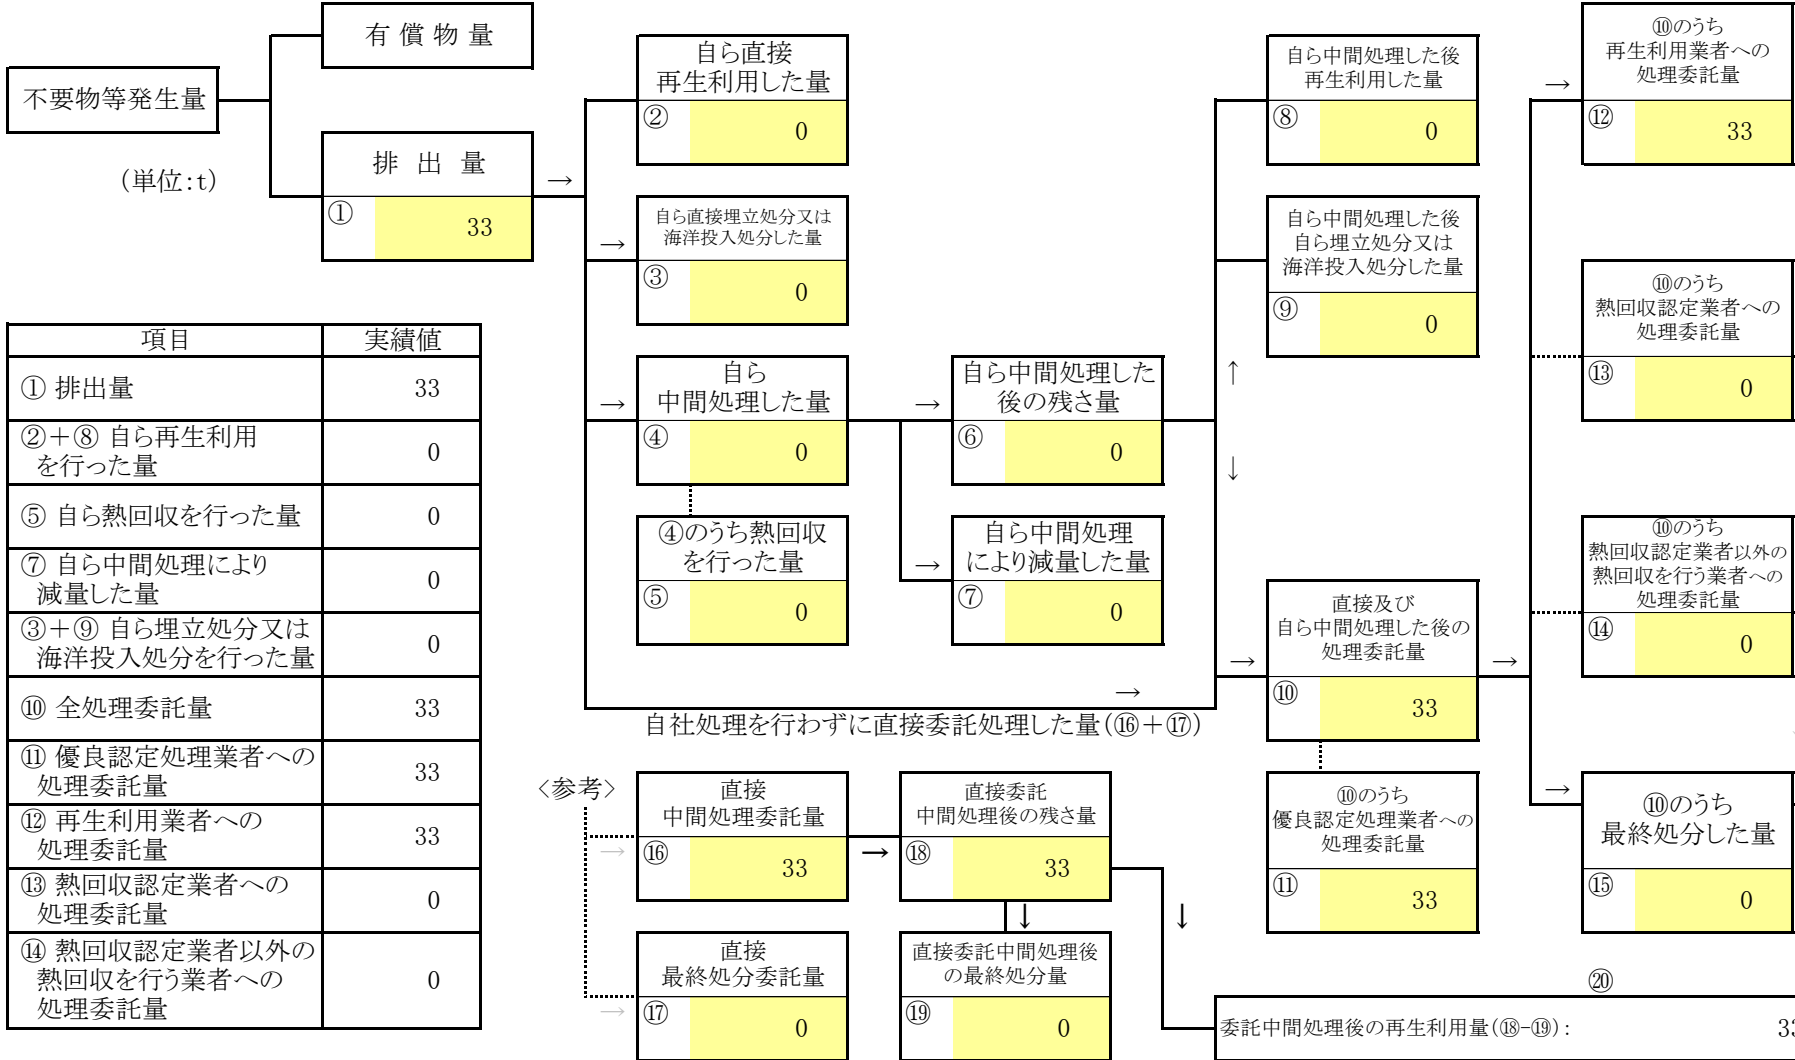 有 償 物 量
不要物等発生量
(単位:t)
排 出 量
①
33
→
自ら直接
再生利用した量
②
0
→
自ら直接埋立処分又は
海洋投入処分した量
③
0
→
自ら
中間処理した量
④
0
④のうち熱回収
を行った量
⑤
0
→
自ら中間処理した
後の残さ量
⑥
0
→
自ら中間処理
により減量した量
⑦
0
↑
↓
自ら中間処理した後
再生利用した量
⑧
0
自ら中間処理した後
自ら埋立処分又は
海洋投入処分した量
⑨
0
→
直接及び
自ら中間処理した後の
処理委託量
⑩
33
⑩のうち
優良認定処理業者への
処理委託量
⑪
33
→
→
⑩のうち
再生利用業者への
処理委託量
⑫
33
⑩のうち
熱回収認定業者への
処理委託量
⑬
0
⑩のうち
熱回収認定業者以外の
熱回収を行う業者への
処理委託量
⑭
0
→
⑩のうち
最終処分した量
⑮
0
→
自社処理を行わずに直接委託処理した量(⑯+⑰)
〈参考〉
→
直接
中間処理委託量
⑯
33
→
直接委託
中間処理後の残さ量
⑱
33
↓
↓
→
直接
最終処分委託量
⑰
0
直接委託中間処理後
の最終処分量
⑲
0
⑳
委託中間処理後の再生利用量(⑱-⑲):
項目 実績値
① 排出量 33
②+⑧ 自ら再生利用
を行った量 0
⑤ 自ら熱回収を行った量 0
⑦ 自ら中間処理により
減量した量 0
③+⑨ 自ら埋立処分又は
海洋投入処分を行った量 0
⑩ 全処理委託量 33
⑪ 優良認定処理業者への
処理委託量 33
⑫ 再生利用業者への
処理委託量 33
⑬ 熱回収認定業者への
処理委託量 0
⑭ 熱回収認定業者以外の
熱回収を行う業者への
処理委託量 0